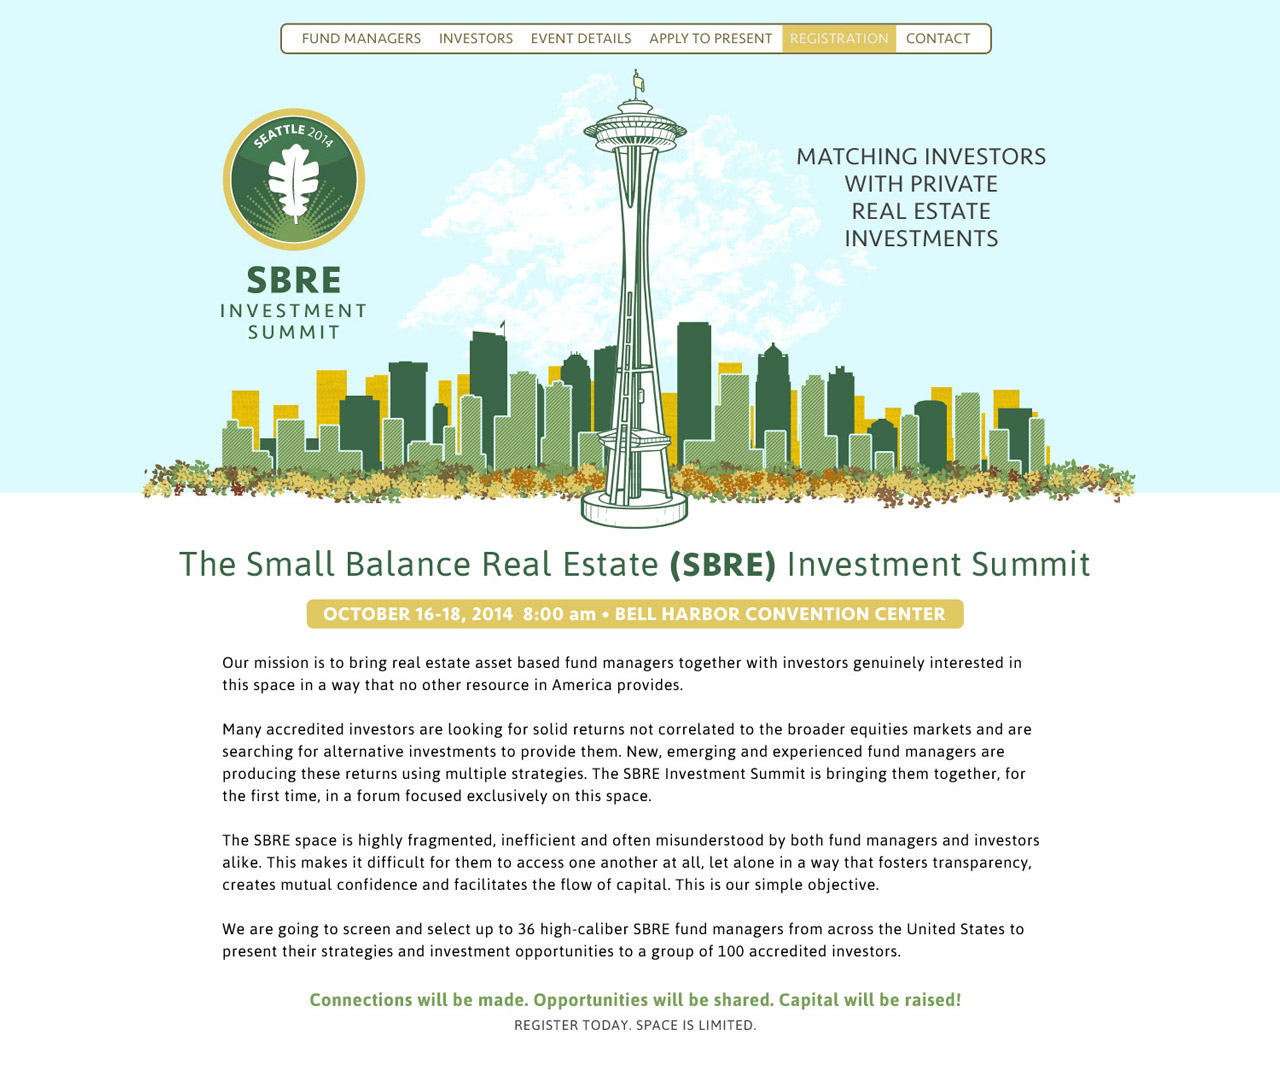 FUND MANAGERS INVESTORS EVENT DETAILS APPLY TO PRESENT REGISTRATION CONTACT
SEATTLE 2014
SBRE
INVESTMENT
SUMMIT
MATCHING INVESTORS
WITH PRIVATE
REAL ESTATE
INVESTMENTS
The Small Balance Real Estate (SBRE) Investment Summit
OCTOBER 16-18, 2014 8:00 am • BELL HARBOR CONVENTION CENTER
Our mission is to bring real estate asset based fund managers together with investors genuinely interested in
this space in a way that no other resource in America provides.
Many accredited investors are looking for solid returns not correlated to the broader equities markets and are
searching for alternative investments to provide them. New, emerging and experienced fund managers are
producing these returns using multiple strategies. The SBRE Investment Summit is bringing them together, for
the first time, in a forum focused exclusively on this space.
The SBRE space is highly fragmented, inefficient and often misunderstood by both fund managers and investors
alike. This makes it difficult for them to access one another at all, let alone in a way that fosters transparency,
creates mutual confidence and facilitates the flow of capital. This is our simple objective.
We are going to screen and select up to 36 high-caliber SBRE fund managers from across the United States to
present their strategies and investment opportunities to a group of 100 accredited investors.
Connections will be made. Opportunities will be shared. Capital will be raised!
REGISTER TODAY. SPACE IS LIMITED.